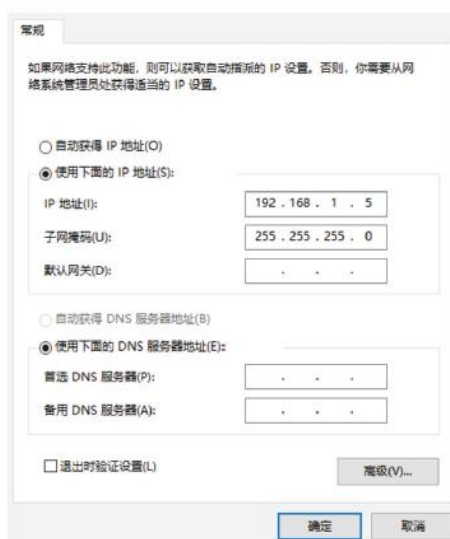 常规
如果网络支持此功能，则可以获取自动指派的 IP 设置。否则，你需要从网
络系统管理员处获得适当的 IP 设置。
自动获得 IP 地址(O)
使用下面的 IP 地址(S):
IP 地址(I): 192 . 168 . 1 . 5
子网掩码(U): 255 . 255 . 255 . 0
默认网关(D): . . .
自动获得 DNS 服务器地址(B)
使用下面的 DNS 服务器地址(E):
首选 DNS 服务器(P): . . .
备用 DNS 服务器(A): . . .
退出时验证设置(L)
高级(V)...
确定 取消